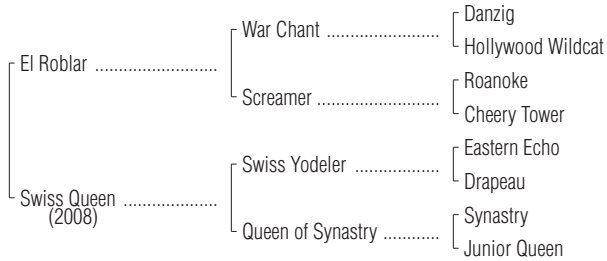 Danzig
War Chant ........................
Hollywood Wildcat
El Roblar ........................
Roanoke
Screamer ........................
Cheery Tower
Eastern Echo
Swiss Yodeler .................
Drapeau
Swiss Queen ..................
(2008)
Synastry
Queen of Synastry ............
Junior Queen